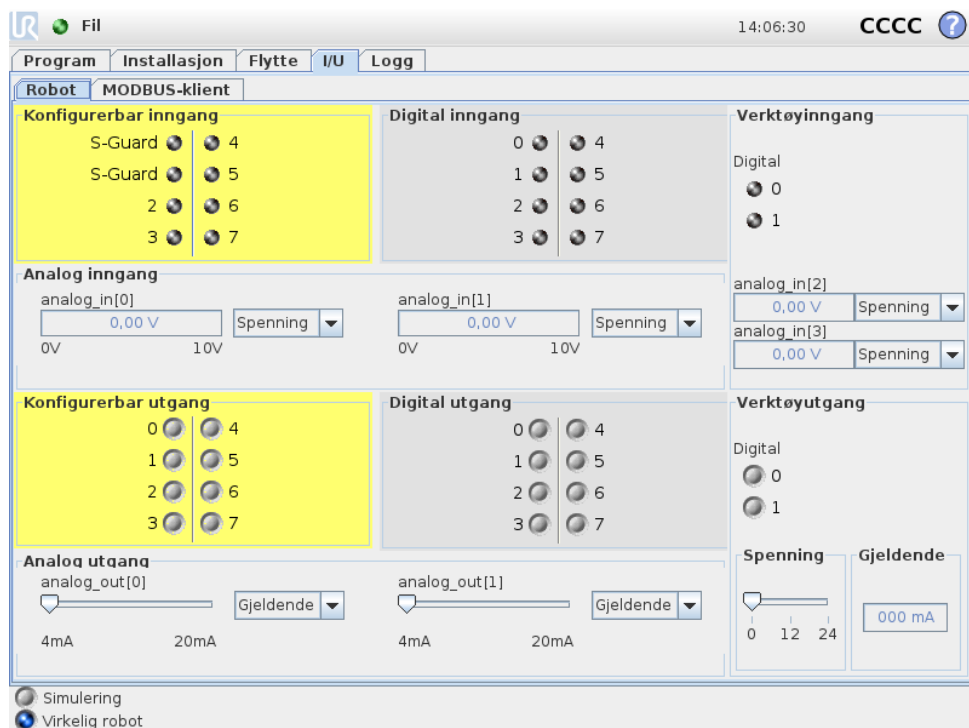 UR Fil 14:06:30 CCCC ?
Program Installasjon Flytte I/U Logg
Robot MODBUS-klient
Konfigurerbar inngang
S-Guard 4
S-Guard 5
2 6
3 7
Digital inngang
0 4
1 5
2 6
3 7
Verktøyinngang
Digital
0
1
analog_in[2]
0,00 V Spenning
analog_in[3]
0,00 V Spenning
Analog inngang
analog_in[0]
0,00 V Spenning
0V 10V
analog_in[1]
0,00 V Spenning
0V 10V
Konfigurerbar utgang
0 4
1 5
2 6
3 7
Digital utgang
0 4
1 5
2 6
3 7
Verktøyutgang
Digital
0
1
Spenning
0 12 24
Gjeldende
000 mA
Analog utgang
analog_out[0]
Gjeldende
4mA 20mA
analog_out[1]
Gjeldende
4mA 20mA
Simulering
Virkelig robot